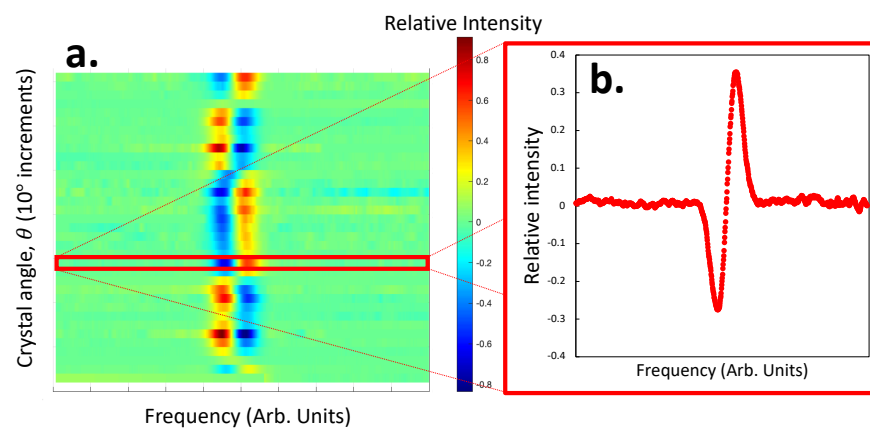 Relative Intensity
a.
Crystal angle, θ (10° increments)
Frequency (Arb. Units)
0.8
0.6
0.4
0.2
0
-0.2
-0.4
-0.6
-0.8
b.
Relative intensity
0.4
0.3
0.2
0.1
0
-0.1
-0.2
-0.3
-0.4
Frequency (Arb. Units)